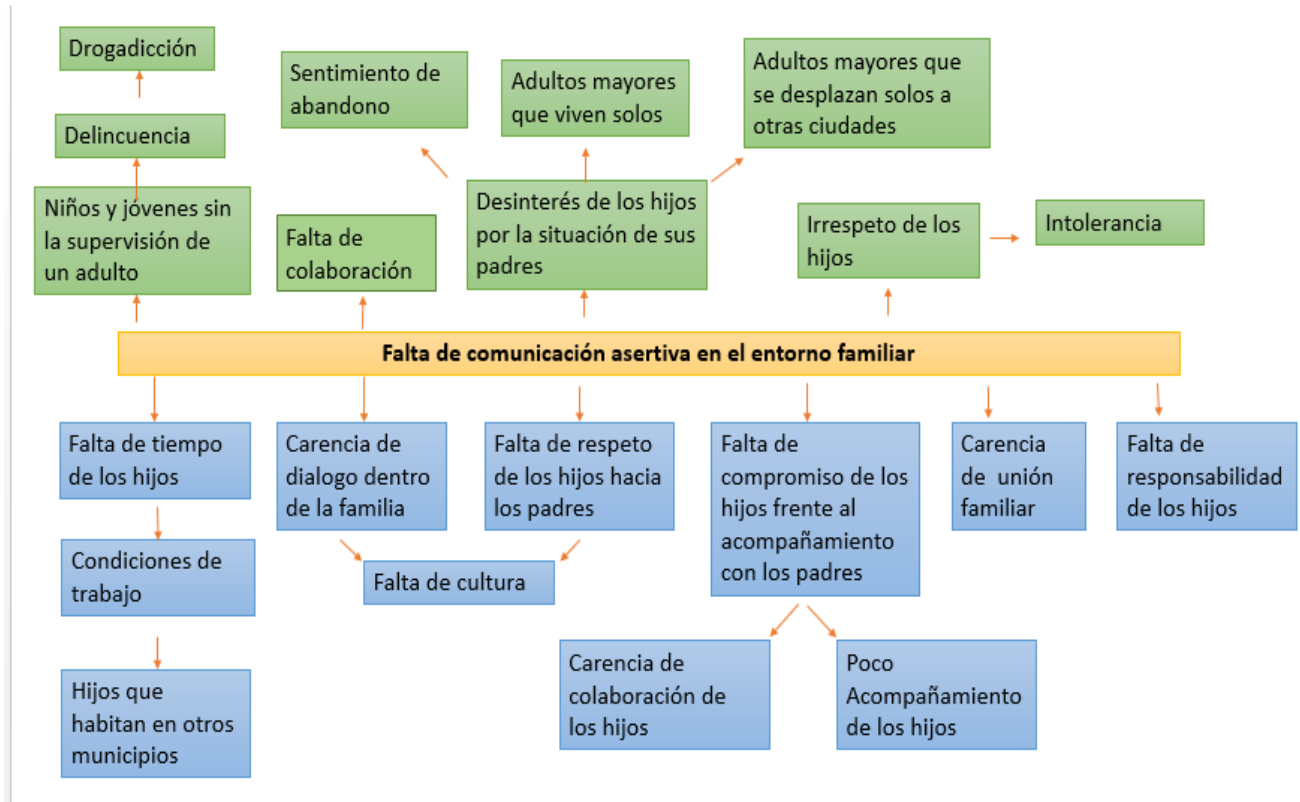 Drogadicción
Delincuencia
Niños y jóvenes sin
la supervisión de
un adulto
Sentimiento de
abandono
Falta de
colaboración
Adultos mayores
que viven solos
Adultos mayores que
se desplazan solos a
otras ciudades
Desinterés de los hijos
por la situación de sus
padres
Irrespeto de los
hijos
Intolerancia
Falta de comunicación asertiva en el entorno familiar
Falta de tiempo
de los hijos
Condiciones de
trabajo
Hijos que
habitan en otros
municipios
Carencia de
dialogo dentro
de la familia
Falta de respeto
de los hijos hacia
los padres
Falta de cultura
Falta de
compromiso de los
hijos frente al
acompañamiento
con los padres
Carencia de
colaboración de
los hijos
Poco
Acompañamiento
de los hijos
Carencia
de unión
familiar
Falta de
responsabilidad
de los hijos